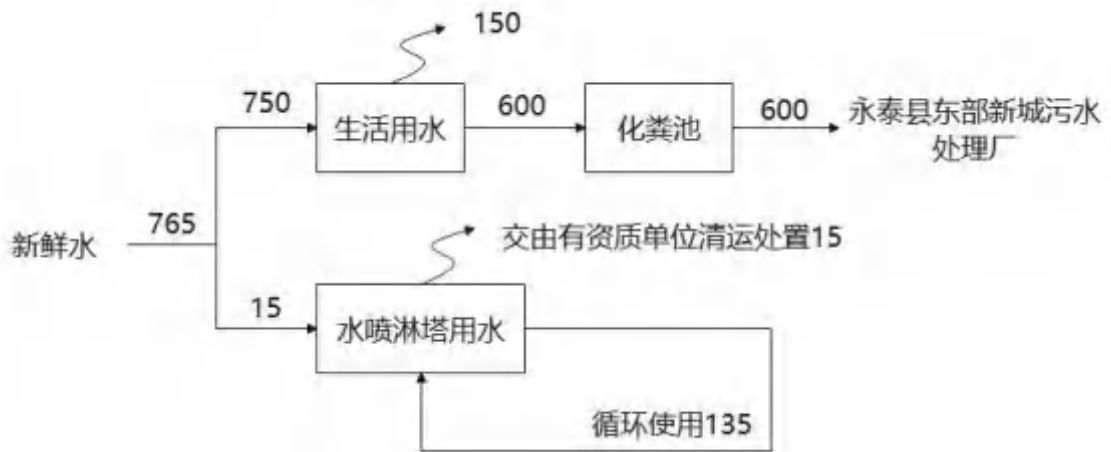 150
750
生活用水
600
化粪池
600
永泰县东部新城污水
处理厂
新鲜水
765
交由有资质单位清运处置15
15
水喷淋塔用水
循环使用135